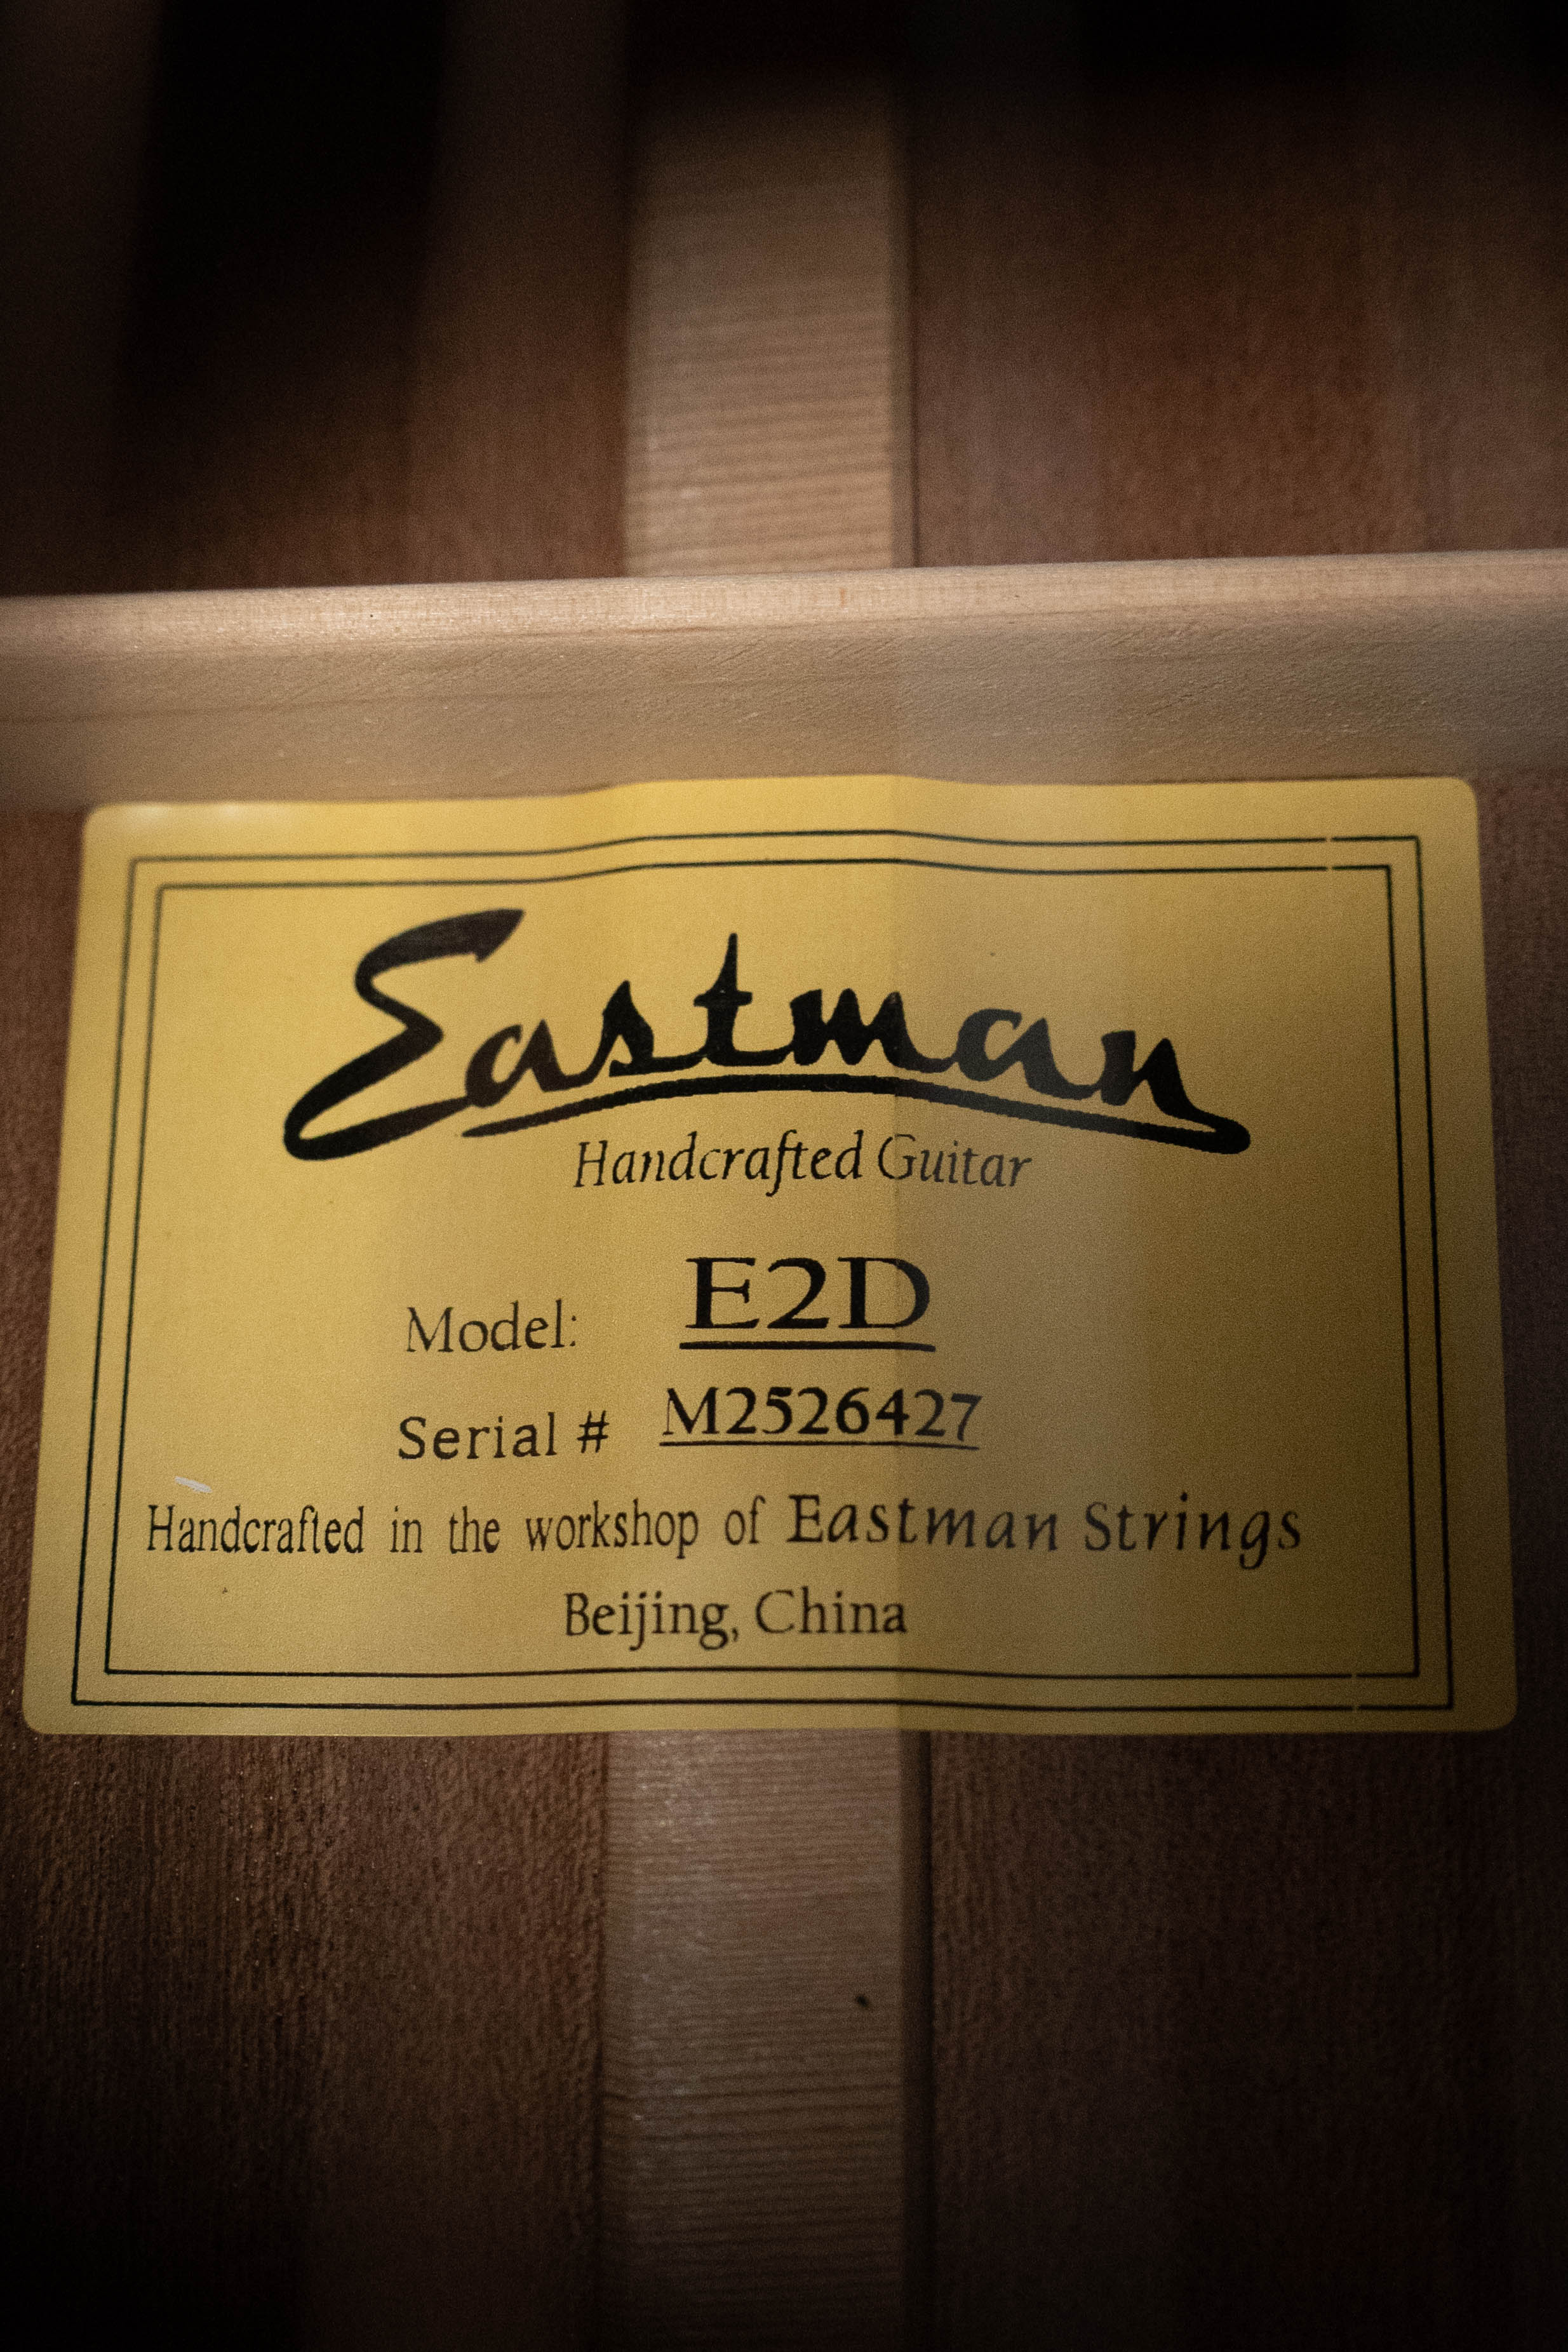 Eastman
Handcrafted Guitar
Model: E2D
Serial # M2526427
Handcrafted in the workshop of Eastman Strings
Beijing, China